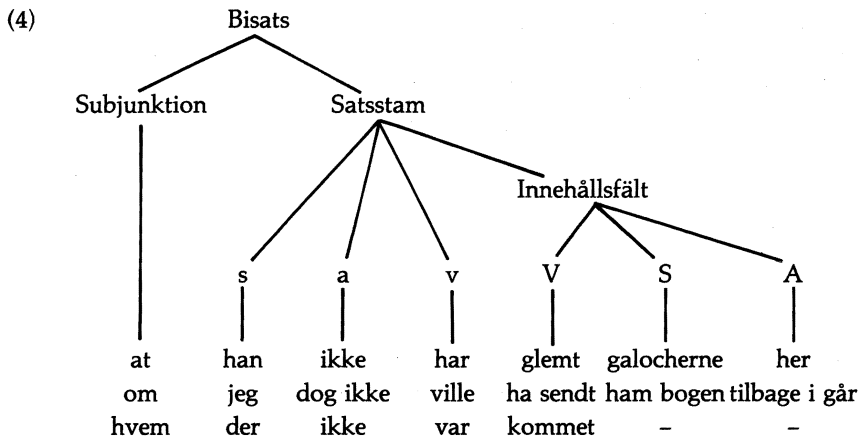 (4) Bisats
Subjunktion Satsstam
Innehållsfält
s a v V S A
at han ikke har glemt galocherne her
om jeg dog ikke ville ha sendt ham bogen tilbage i går
hvem der ikke var kommet – –